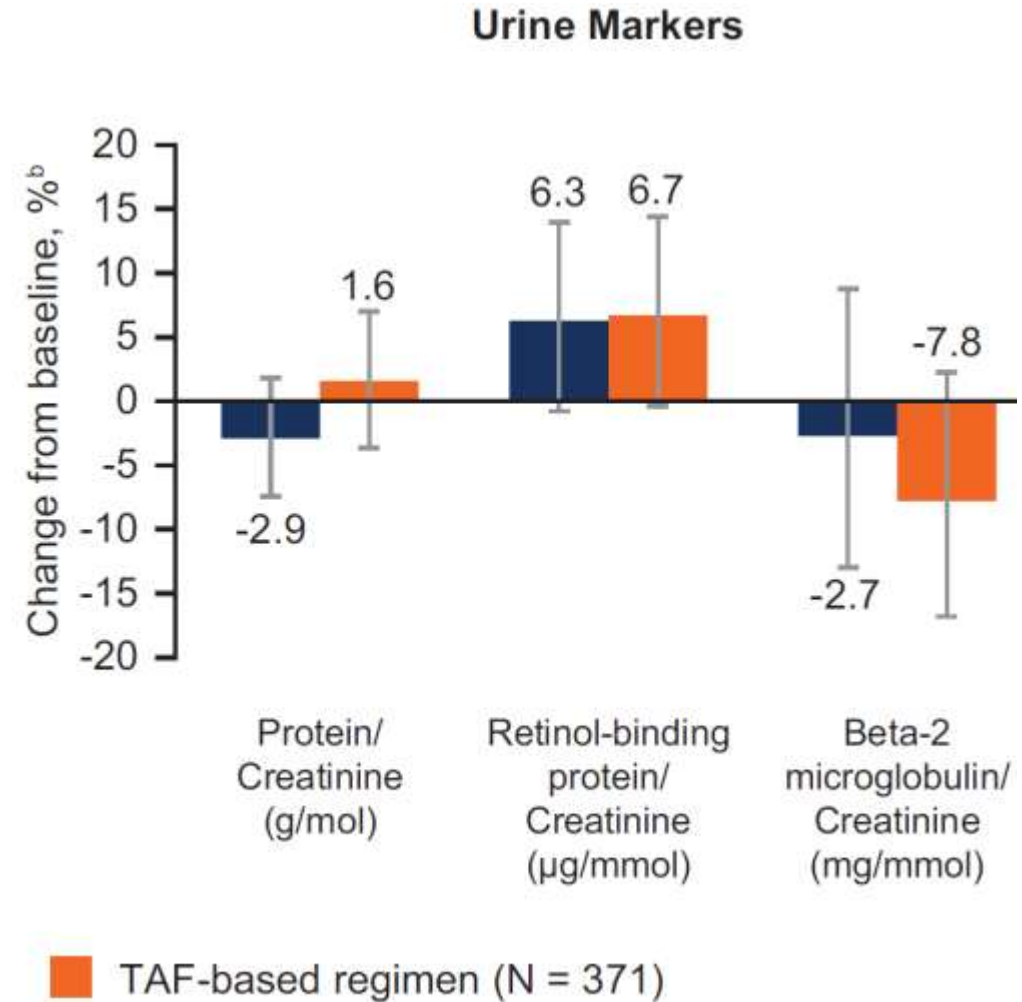 Urine Markers
Change from baseline, %ᵇ
20
15
10
5
0
-5
-10
-15
-20
-2.9
1.6
6.3
6.7
-2.7
-7.8
Protein/
Creatinine
(g/mol)
Retinol-binding
protein/
Creatinine
(µg/mmol)
Beta-2
microglobulin/
Creatinine
(mg/mmol)
TAF-based regimen (N = 371)